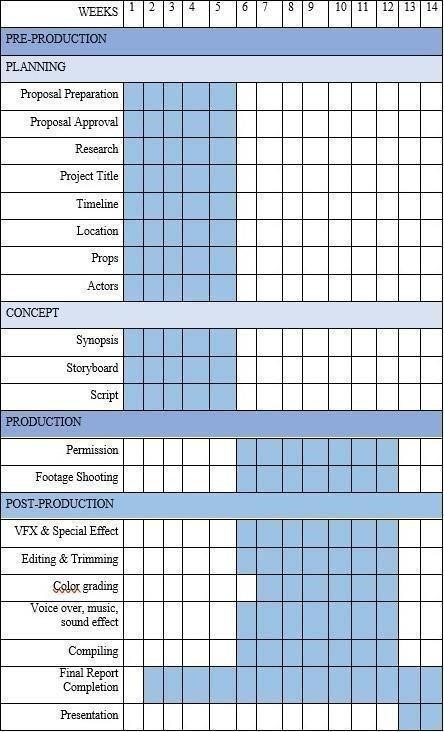 WEEKS 1 2 3 4 5 6 7 8 9 10 11 12 13 14
PRE-PRODUCTION
PLANNING
Proposal Preparation
Proposal Approval
Research
Project Title
Timeline
Location
Props
Actors
CONCEPT
Synopsis
Storyboard
Script
PRODUCTION
Permission
Footage Shooting
POST-PRODUCTION
VFX & Special Effect
Editing & Trimming
Color grading
Voice over, music,
sound effect
Compiling
Final Report
Completion
Presentation